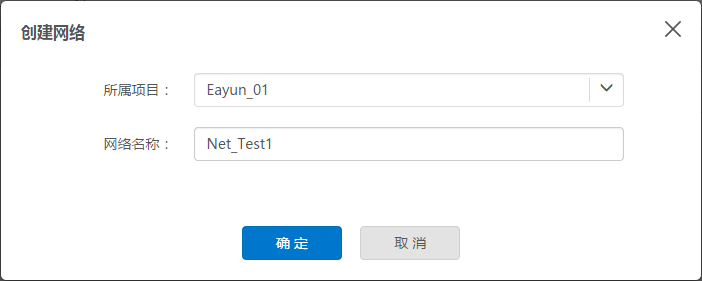 创建网络
所属项目： Eayun_01
网络名称： Net_Test1
确 定 取 消